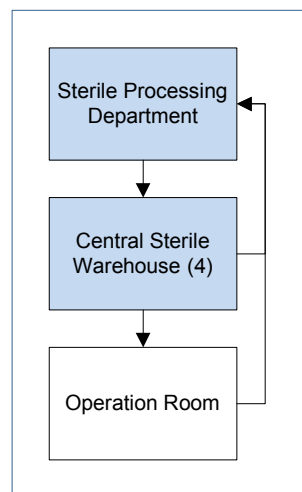 Sterile Processing
Department
Central Sterile
Warehouse (4)
Operation Room